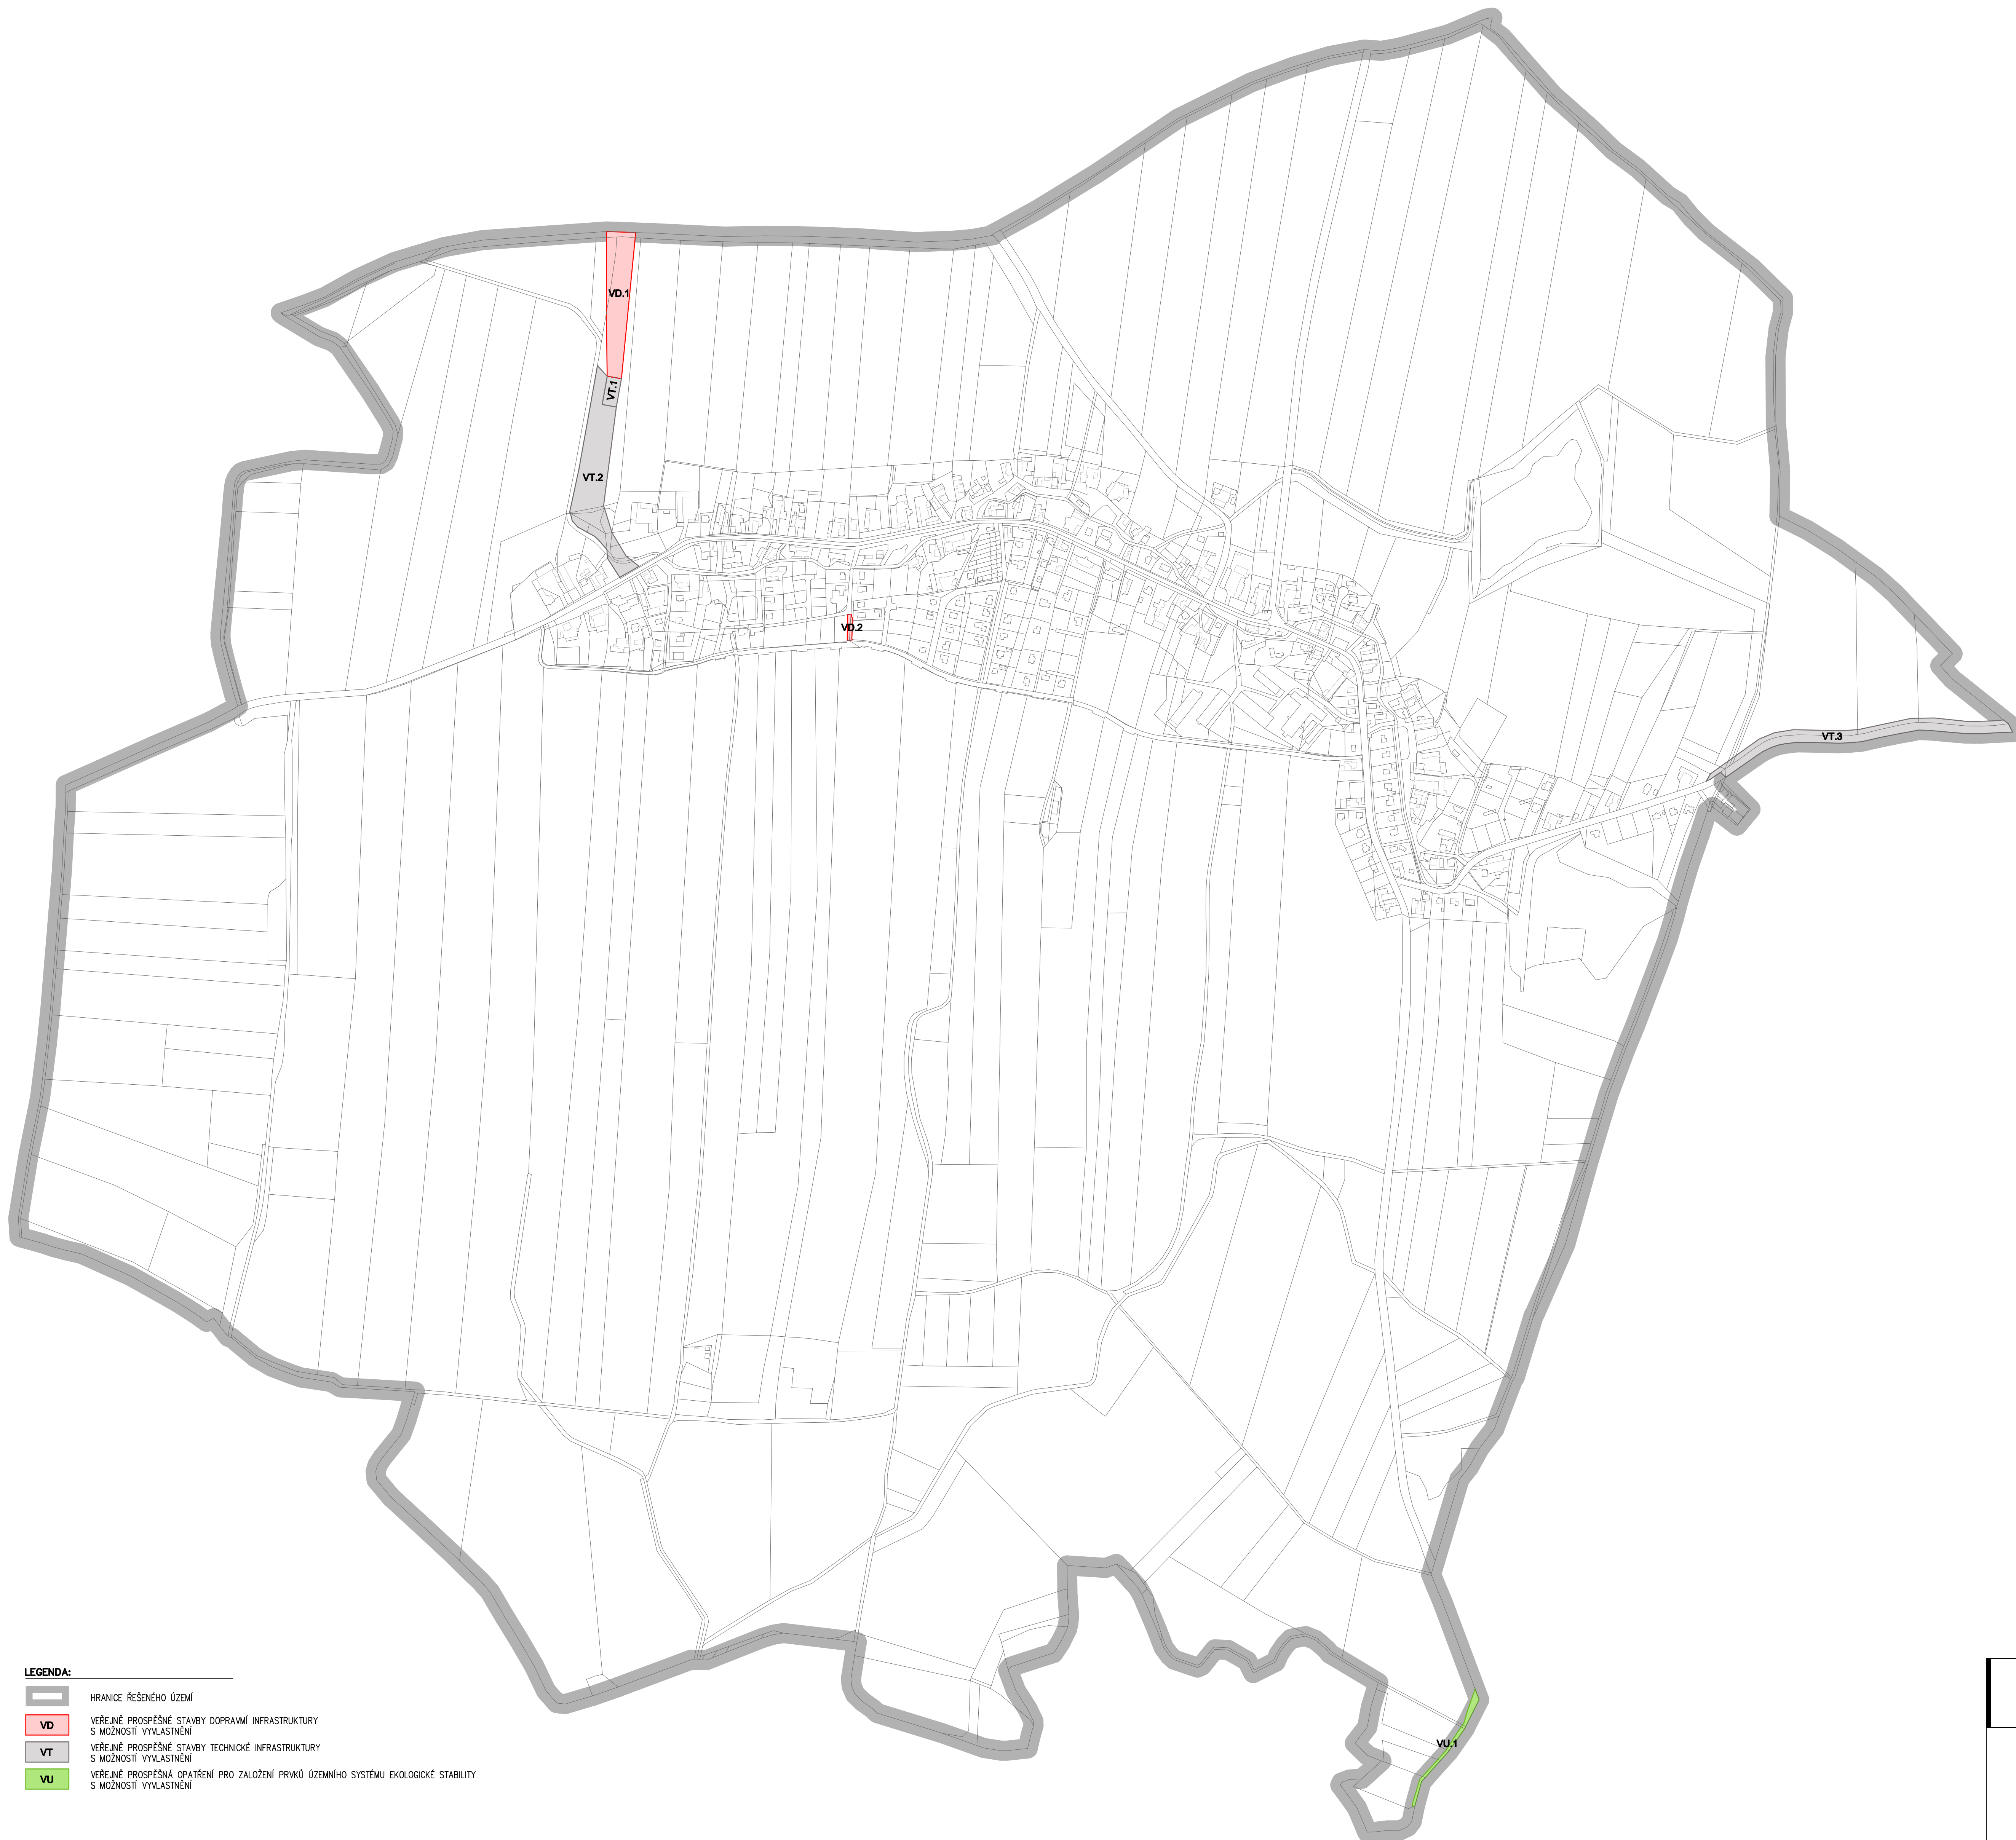 VD.1
VT.1
VT.2
VD.2
VT.3
VU.1
LEGENDA:
HRANICE ŘEŠENÉHO ÚZEMÍ
VD
VEŘEJNĚ PROSPĚŠNÉ STAVBY DOPRAVNÍ INFRASTRUKTURY
S MOŽNOSTÍ VYVLASTNĚNÍ
VT
VEŘEJNĚ PROSPĚŠNÉ STAVBY TECHNICKÉ INFRASTRUKTURY
S MOŽNOSTÍ VYVLASTNĚNÍ
VU
VEŘEJNĚ PROSPĚŠNÁ OPATŘENÍ PRO ZALOŽENÍ PRVKŮ ÚZEMNÍHO SYSTÉMU EKOLOGICKÉ STABILITY
S MOŽNOSTÍ VYVLASTNĚNÍ